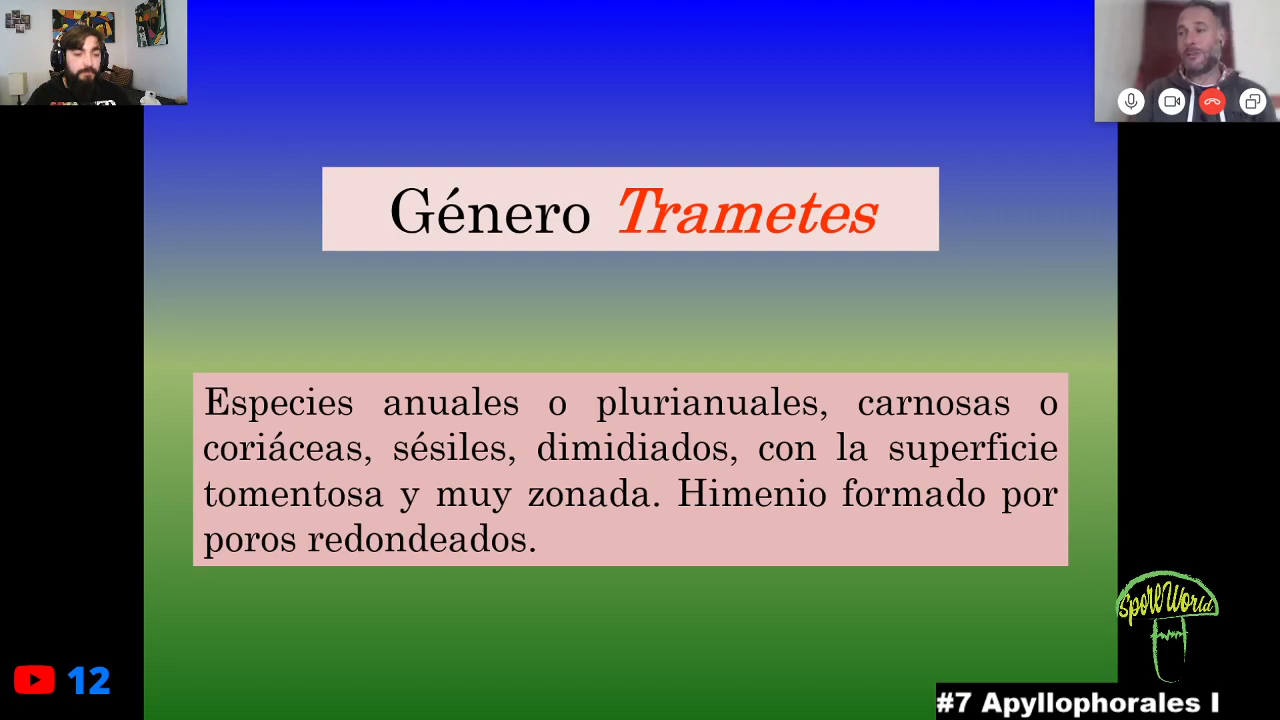 Género Trametes
Especies anuales o plurianuales, carnosas o
coriáceas, sésiles, dimidiados, con la superficie
tomentosa y muy zonada. Himenio formado por
poros redondeados.
SporeWorld
12
#7 Apyllophorales I